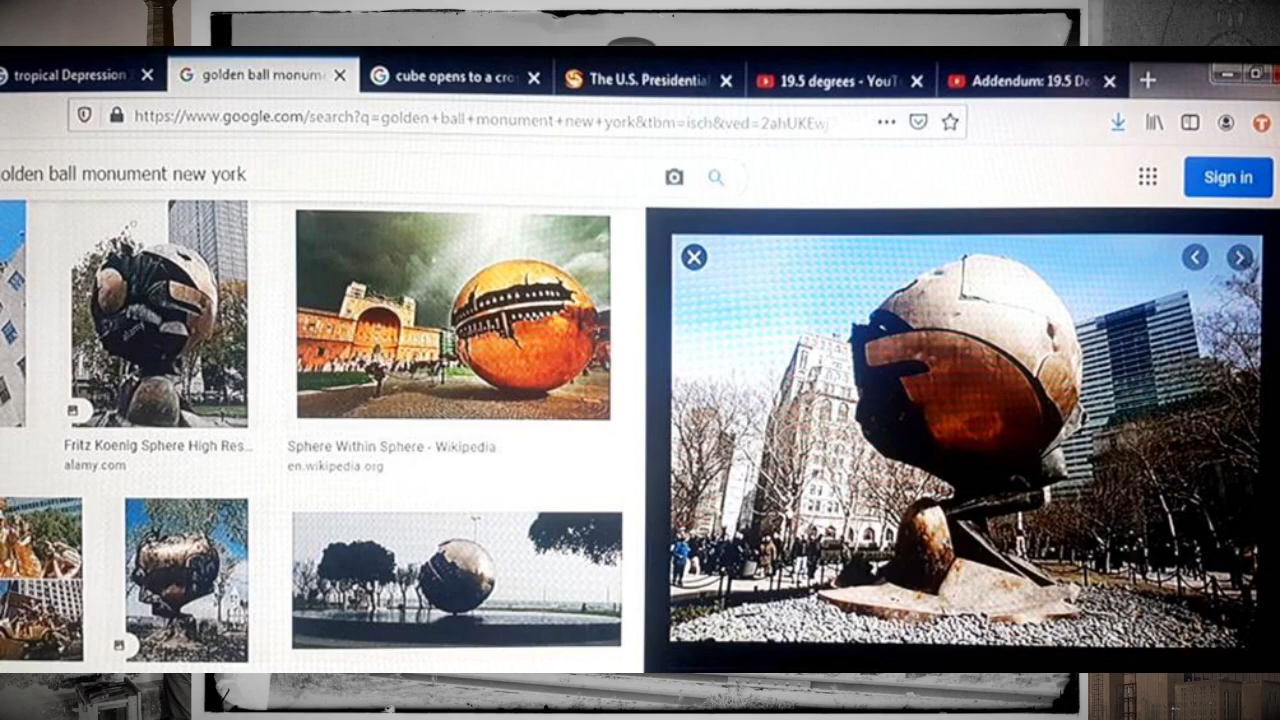 tropical Depression
golden ball monum
cube opens to a cro
The U.S. Presidentia
19.5 degrees - YouT
Addendum: 19.5 De
https://www.google.com/search?q=golden+ball+monument+new+york&tbm=isch&ved=2ahUKEwj
olden ball monument new york
Sign in
Fritz Koenig Sphere High Res...
alamy.com
Sphere Within Sphere - Wikipedia
en.wikipedia.org